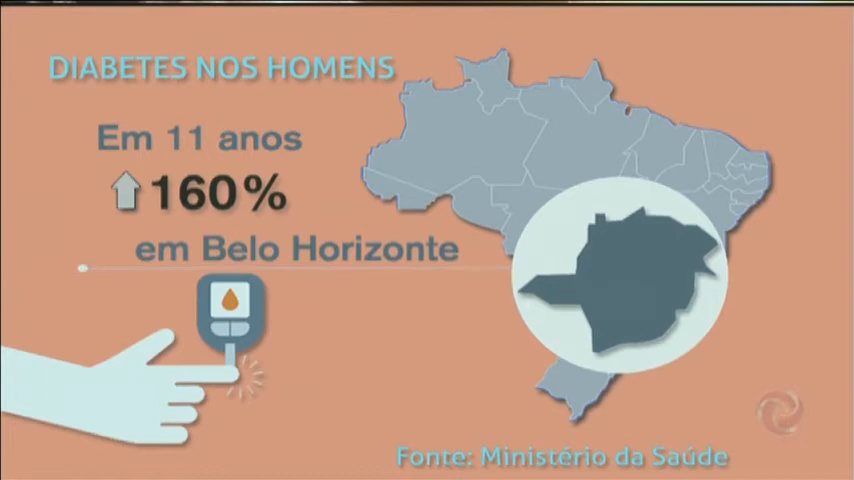 DIABETES NOS HOMENS
Em 11 anos
160%
em Belo Horizonte
Fonte: Ministério da Saúde